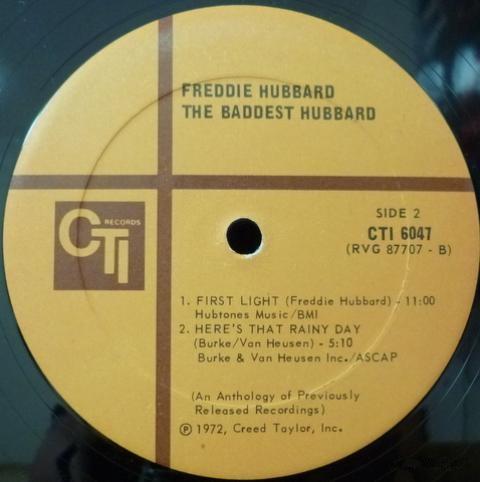 FREDDIE HUBBARD
THE BADDEST HUBBARD
CTI RECORDS
SIDE 2
CTI 6047
(RVG 87707 - B)
1. FIRST LIGHT (Freddie Hubbard) - 11:00
Hubtones Music/BMI
2. HERE'S THAT RAINY DAY
(Burke/Van Heusen) - 5:10
Burke & Van Heusen Inc./ASCAP
(An Anthology of Previously
Released Recordings)
℗ 1972, Creed Taylor, Inc.